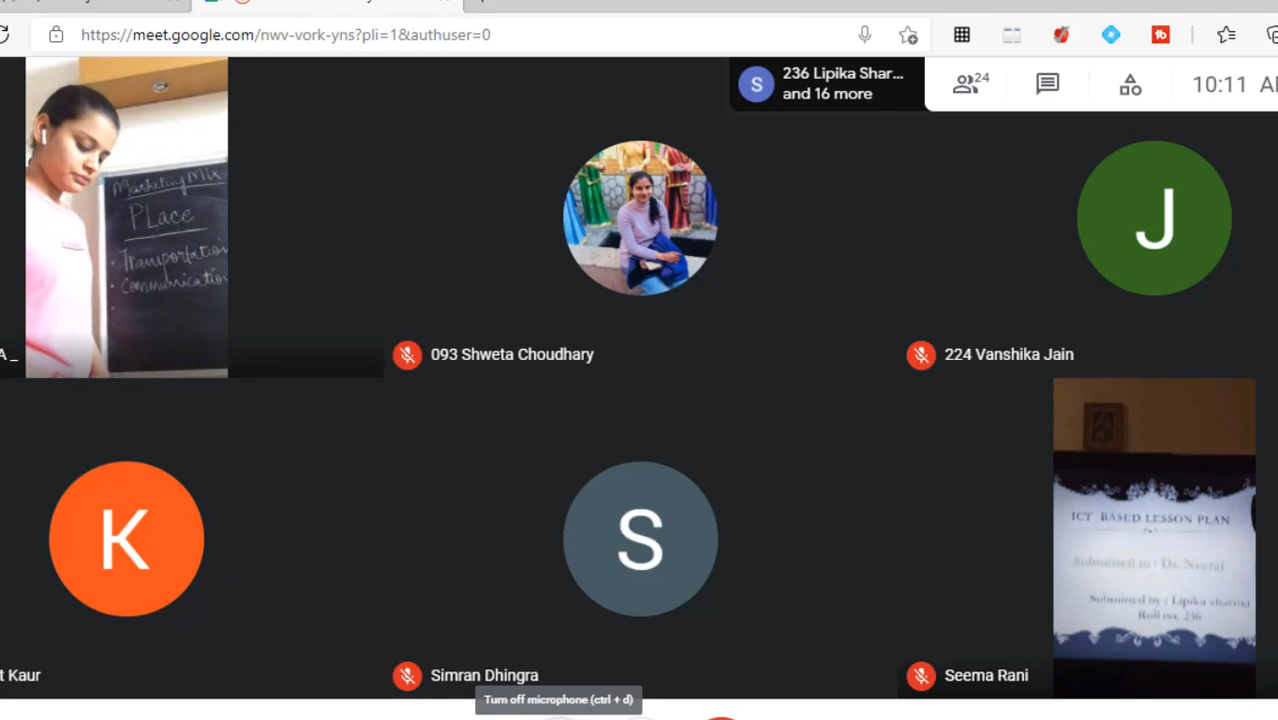 https://meet.google.com/nwv-vork-yns?pli=1&authuser=0
236 Lipika Shar...
and 16 more
S
24
10:11
Marketing Mix
PLace
Transportation
Communication
J
093 Shweta Choudhary
224 Vanshika Jain
K
S
ICT BASED LESSON PLAN
Submitted to : Dr. Neeraj
Submitted by : Lipika sharma
Roll no. 236
t Kaur
Simran Dhingra
Seema Rani
Turn off microphone (ctrl + d)